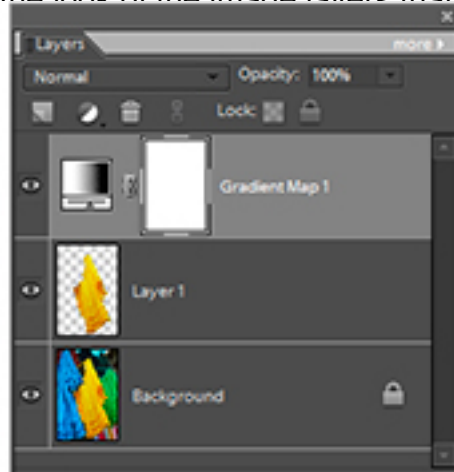 Layers more
Normal Opacity: 100%
Lock:
Gradient Map 1
Layer 1
Background